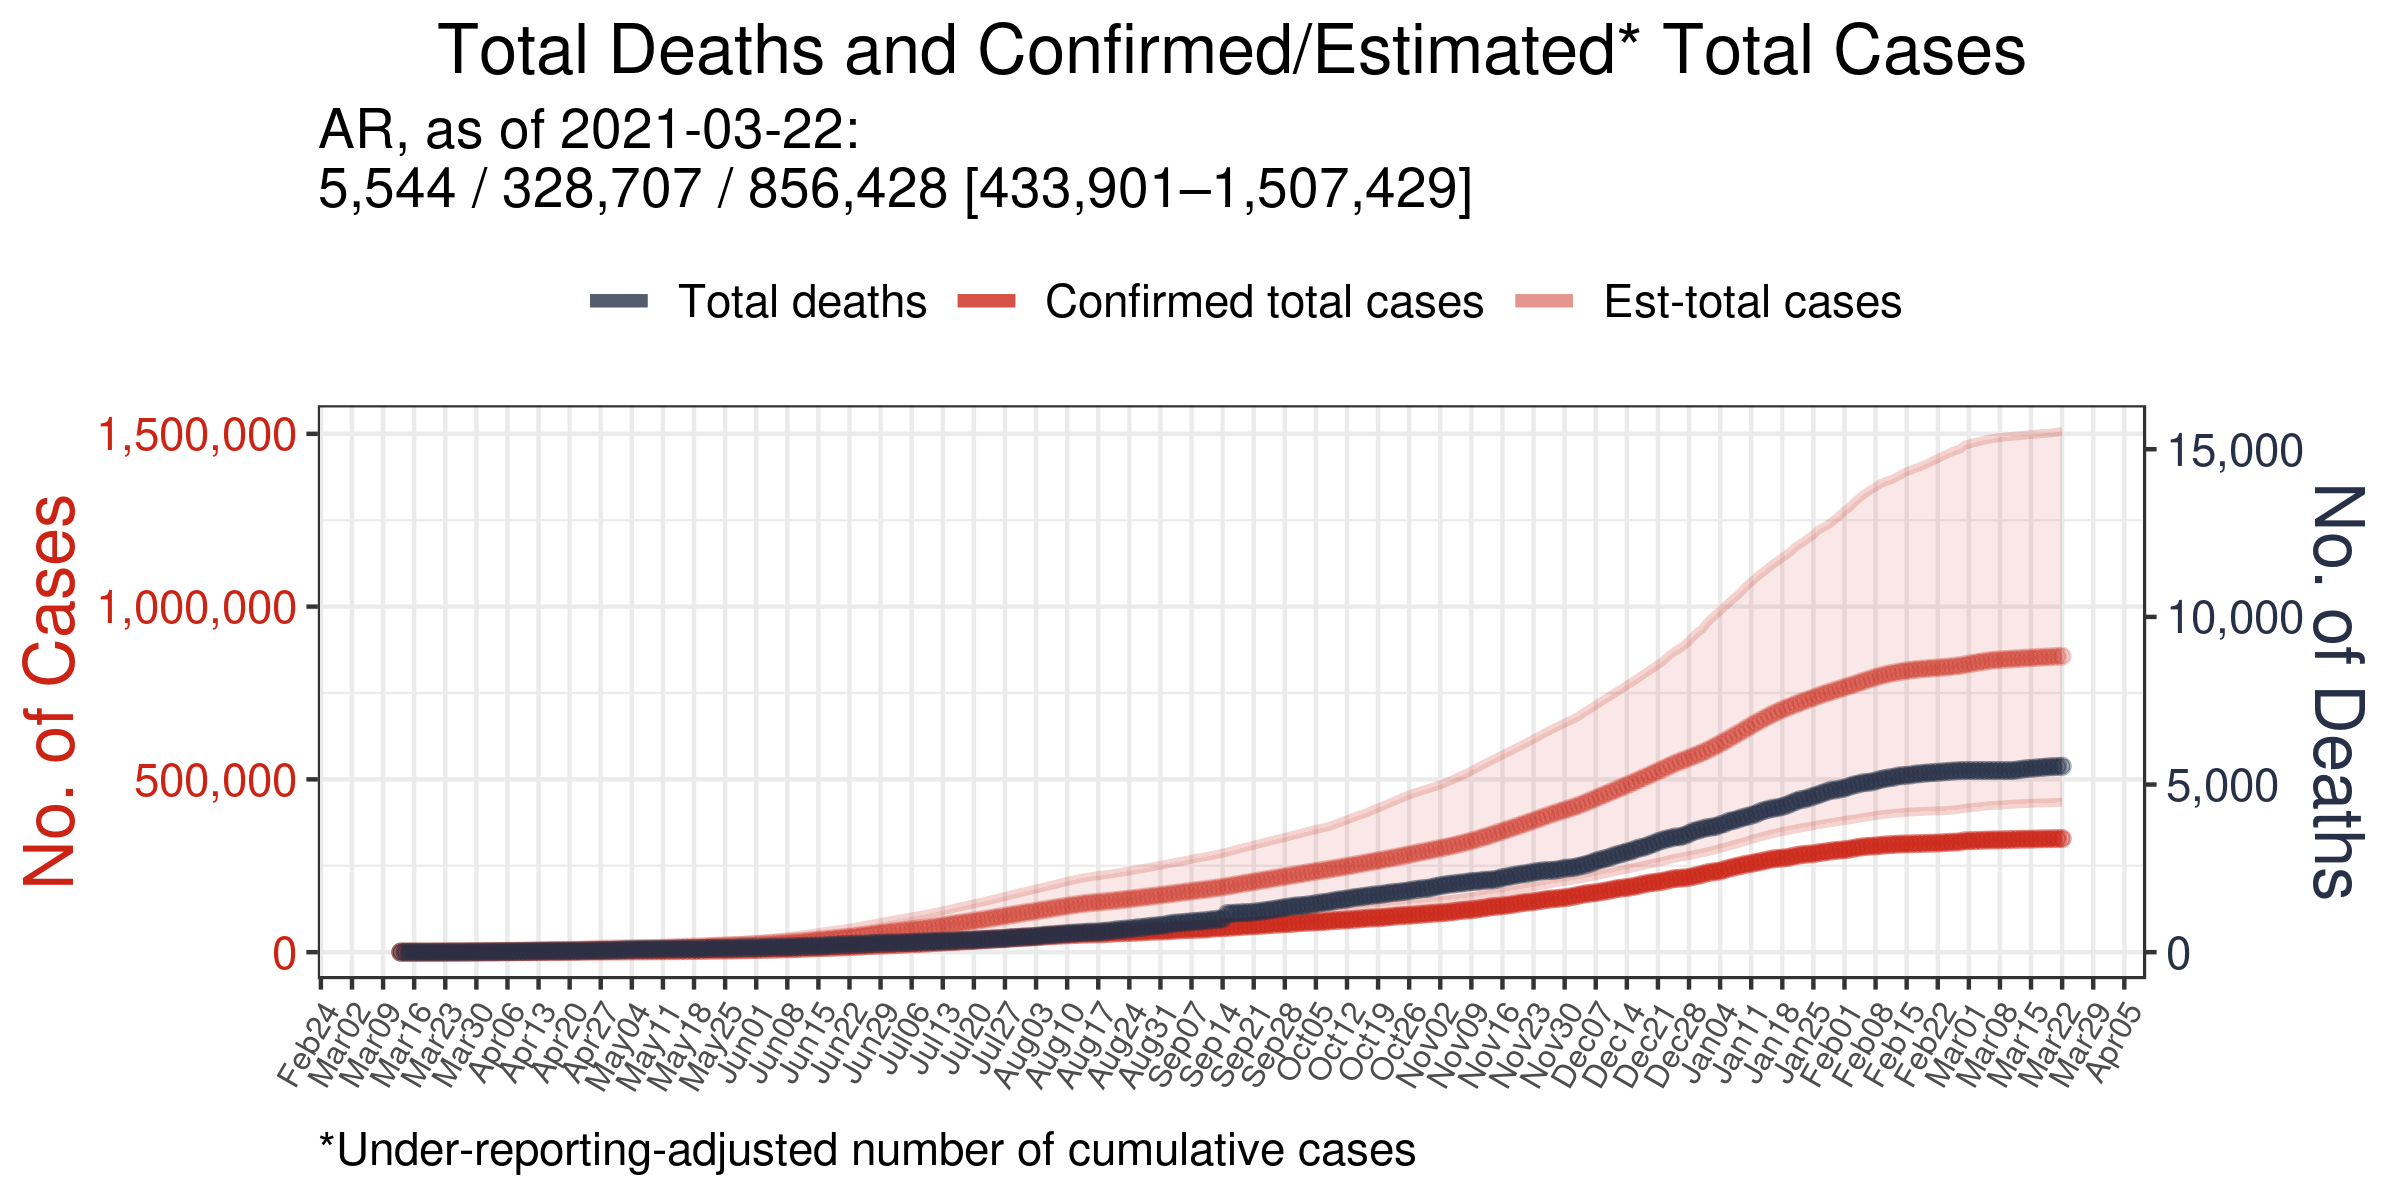 Total Deaths and Confirmed/Estimated* Total Cases
AR, as of 2021-03-22:
5,544 / 328,707 / 856,428 [433,901–1,507,429]
Total deaths
Confirmed total cases
Est-total cases
No. of Cases
1,500,000
1,000,000
500,000
0
15,000
10,000
5,000
0
No. of Deaths
Feb24
Mar02
Mar09
Mar16
Mar23
Mar30
Apr06
Apr13
Apr20
Apr27
May04
May11
May18
May25
Jun01
Jun08
Jun15
Jun22
Jun29
Jul06
Jul13
Jul20
Jul27
Aug03
Aug10
Aug17
Aug24
Aug31
Sep07
Sep14
Sep21
Sep28
Oct05
Oct12
Oct19
Oct26
Nov02
Nov09
Nov16
Nov23
Nov30
Dec07
Dec14
Dec21
Dec28
Jan04
Jan11
Jan18
Jan25
Feb01
Feb08
Feb15
Feb22
Mar01
Mar08
Mar15
Mar22
Mar29
Apr05
*Under-reporting-adjusted number of cumulative cases